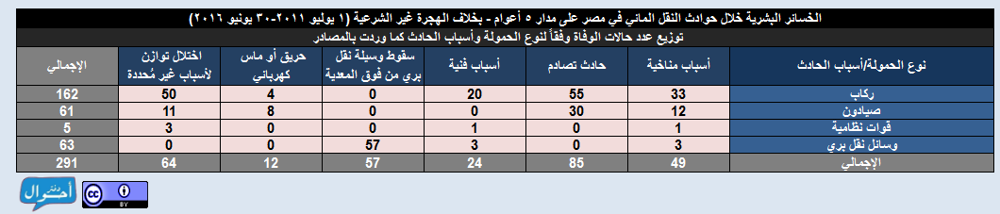 الخسائر البشرية خلال حوادث النقل المائي في مصر على مدار ٥ أعوام - بخلاف الهجرة غير الشرعية (١ يوليو ٢٠١١-٣٠ يونيو ٢٠١٦)
توزيع عدد حالات الوفاة وفقاً لنوع الحمولة وأسباب الحادث كما وردت بالمصادر
نوع الحمولة/أسباب الحادث أسباب مناخية حادث تصادم أسباب فنية سقوط وسيلة نقل بري من فوق المعدية حريق أو ماس كهربائي اختلال توازن لأسباب غير مُحددة الإجمالي
ركاب 33 55 20 0 4 50 162
صيادون 12 30 0 0 8 11 61
قوات نظامية 1 0 1 0 0 3 5
وسائل نقل بري 3 0 3 57 0 0 63
الإجمالي 49 85 24 57 12 64 291
دفتر أحوال
cc BY